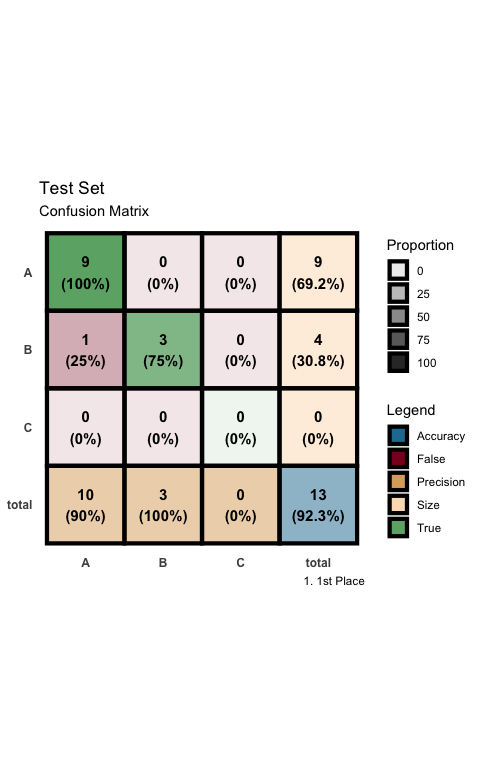 Test Set
Confusion Matrix
A
9
(100%)
0
(0%)
0
(0%)
9
(69.2%)
B
1
(25%)
3
(75%)
0
(0%)
4
(30.8%)
C
0
(0%)
0
(0%)
0
(0%)
0
(0%)
total
10
(90%)
3
(100%)
0
(0%)
13
(92.3%)
A
B
C
total
1. 1st Place
Proportion
0
25
50
75
100
Legend
Accuracy
False
Precision
Size
True